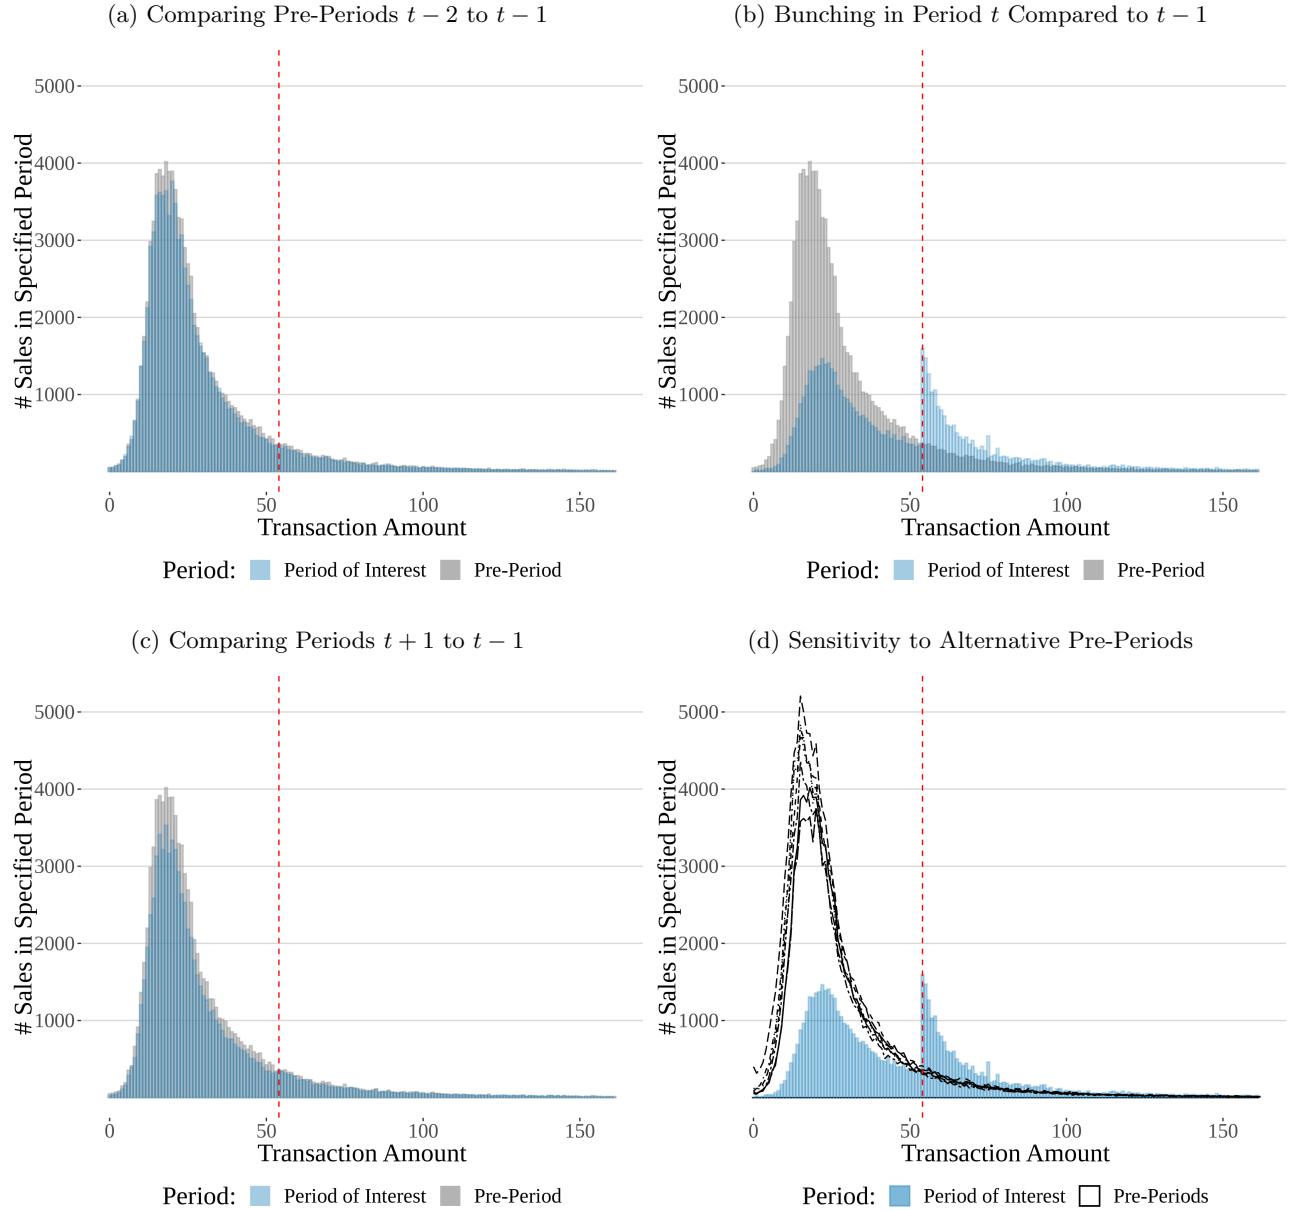 (a) Comparing Pre-Periods t − 2 to t − 1
5000
4000
3000
2000
1000
# Sales in Specified Period
0 50 100 150
Transaction Amount
Period: Period of Interest Pre-Period
(b) Bunching in Period t Compared to t − 1
5000
4000
3000
2000
1000
# Sales in Specified Period
0 50 100 150
Transaction Amount
Period: Period of Interest Pre-Period
(c) Comparing Periods t + 1 to t − 1
5000
4000
3000
2000
1000
# Sales in Specified Period
0 50 100 150
Transaction Amount
Period: Period of Interest Pre-Period
(d) Sensitivity to Alternative Pre-Periods
5000
4000
3000
2000
1000
# Sales in Specified Period
0 50 100 150
Transaction Amount
Period: Period of Interest Pre-Periods